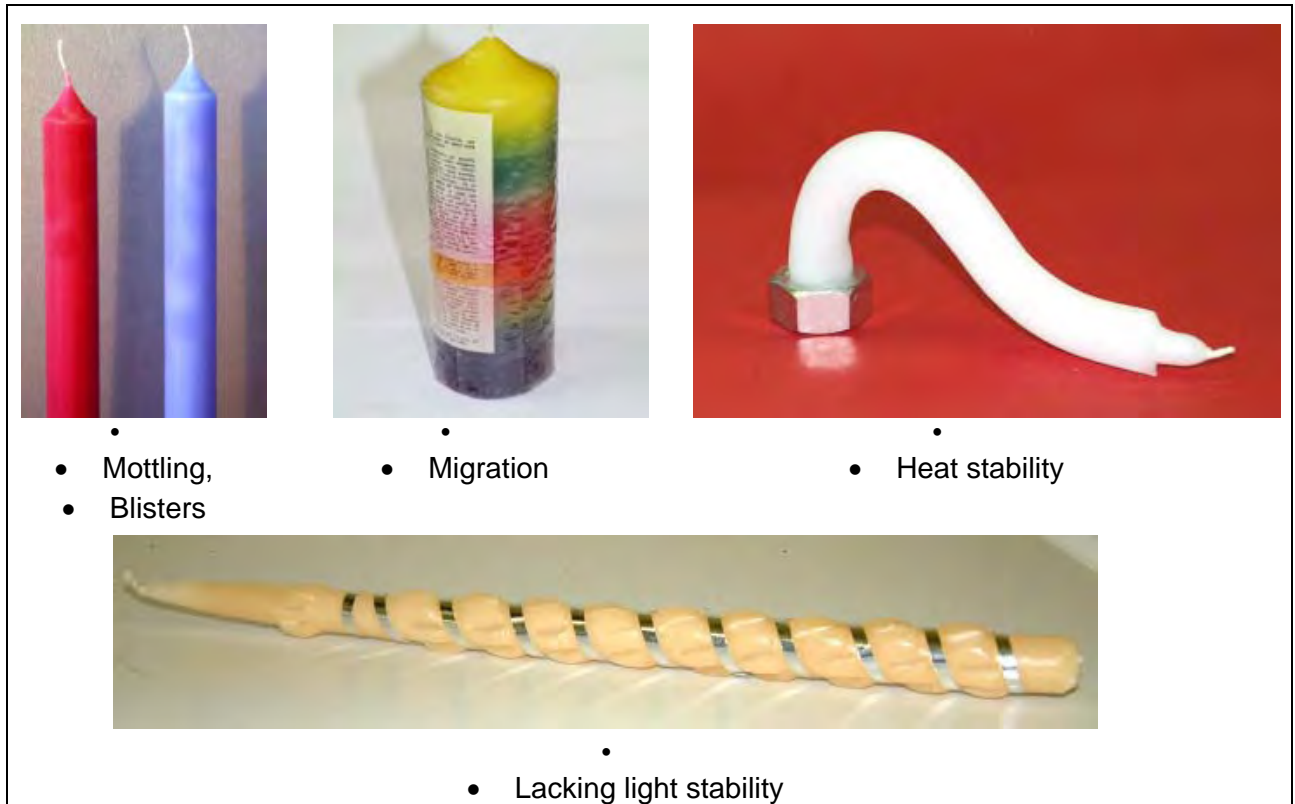 •
• Mottling,
• Blisters
•
• Migration
•
• Heat stability
•
• Lacking light stability